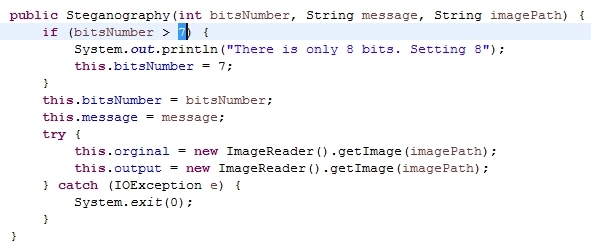 public Steganography(int bitsNumber, String message, String imagePath) {
    if (bitsNumber > 7) {
        System.out.println("There is only 8 bits. Setting 8");
        this.bitsNumber = 7;
    }
    this.bitsNumber = bitsNumber;
    this.message = message;
    try {
        this.orginal = new ImageReader().getImage(imagePath);
        this.output = new ImageReader().getImage(imagePath);
    } catch (IOException e) {
        System.exit(0);
    }
}